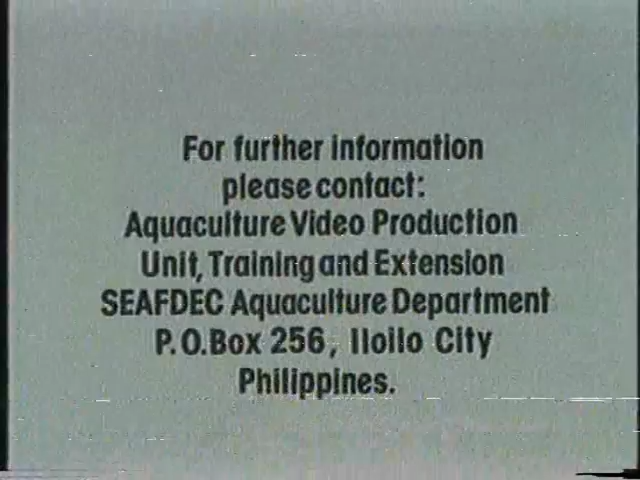 For further information
please contact:
Aquaculture Video Production
Unit, Training and Extension
SEAFDEC Aquaculture Department
P.O.Box 256, Iloilo City
Philippines.